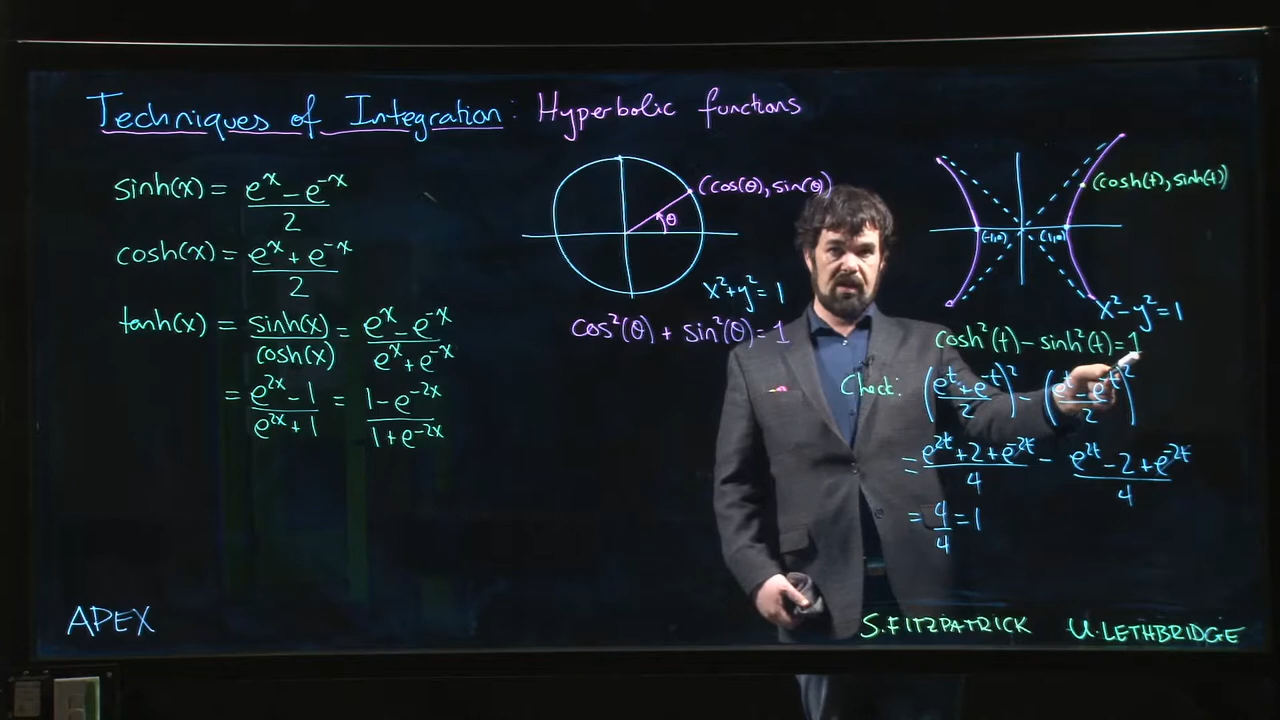 Techniques of Integration: Hyperbolic functions
sinh(x) = (e^x - e^-x)/2
cosh(x) = (e^x + e^-x)/2
tanh(x) = sinh(x)/cosh(x) = (e^x - e^-x)/(e^x + e^-x)
= (e^2x - 1)/(e^2x + 1) = (1 - e^-2x)/(1 + e^-2x)
(cos(θ), sin(θ))
θ
x² + y² = 1
cos²(θ) + sin²(θ) = 1
(cosh(t), sinh(t))
(-1,0) (1,0)
x² - y² = 1
cosh²(t) - sinh²(t) = 1
Check: ((e^t + e^-t)/2)² - ((e^t - e^-t)/2)²
= (e^2t + 2 + e^-2t)/4 - (e^2t - 2 + e^-2t)/4
= 4/4 = 1
APEX
S. FITZPATRICK U. LETHBRIDGE